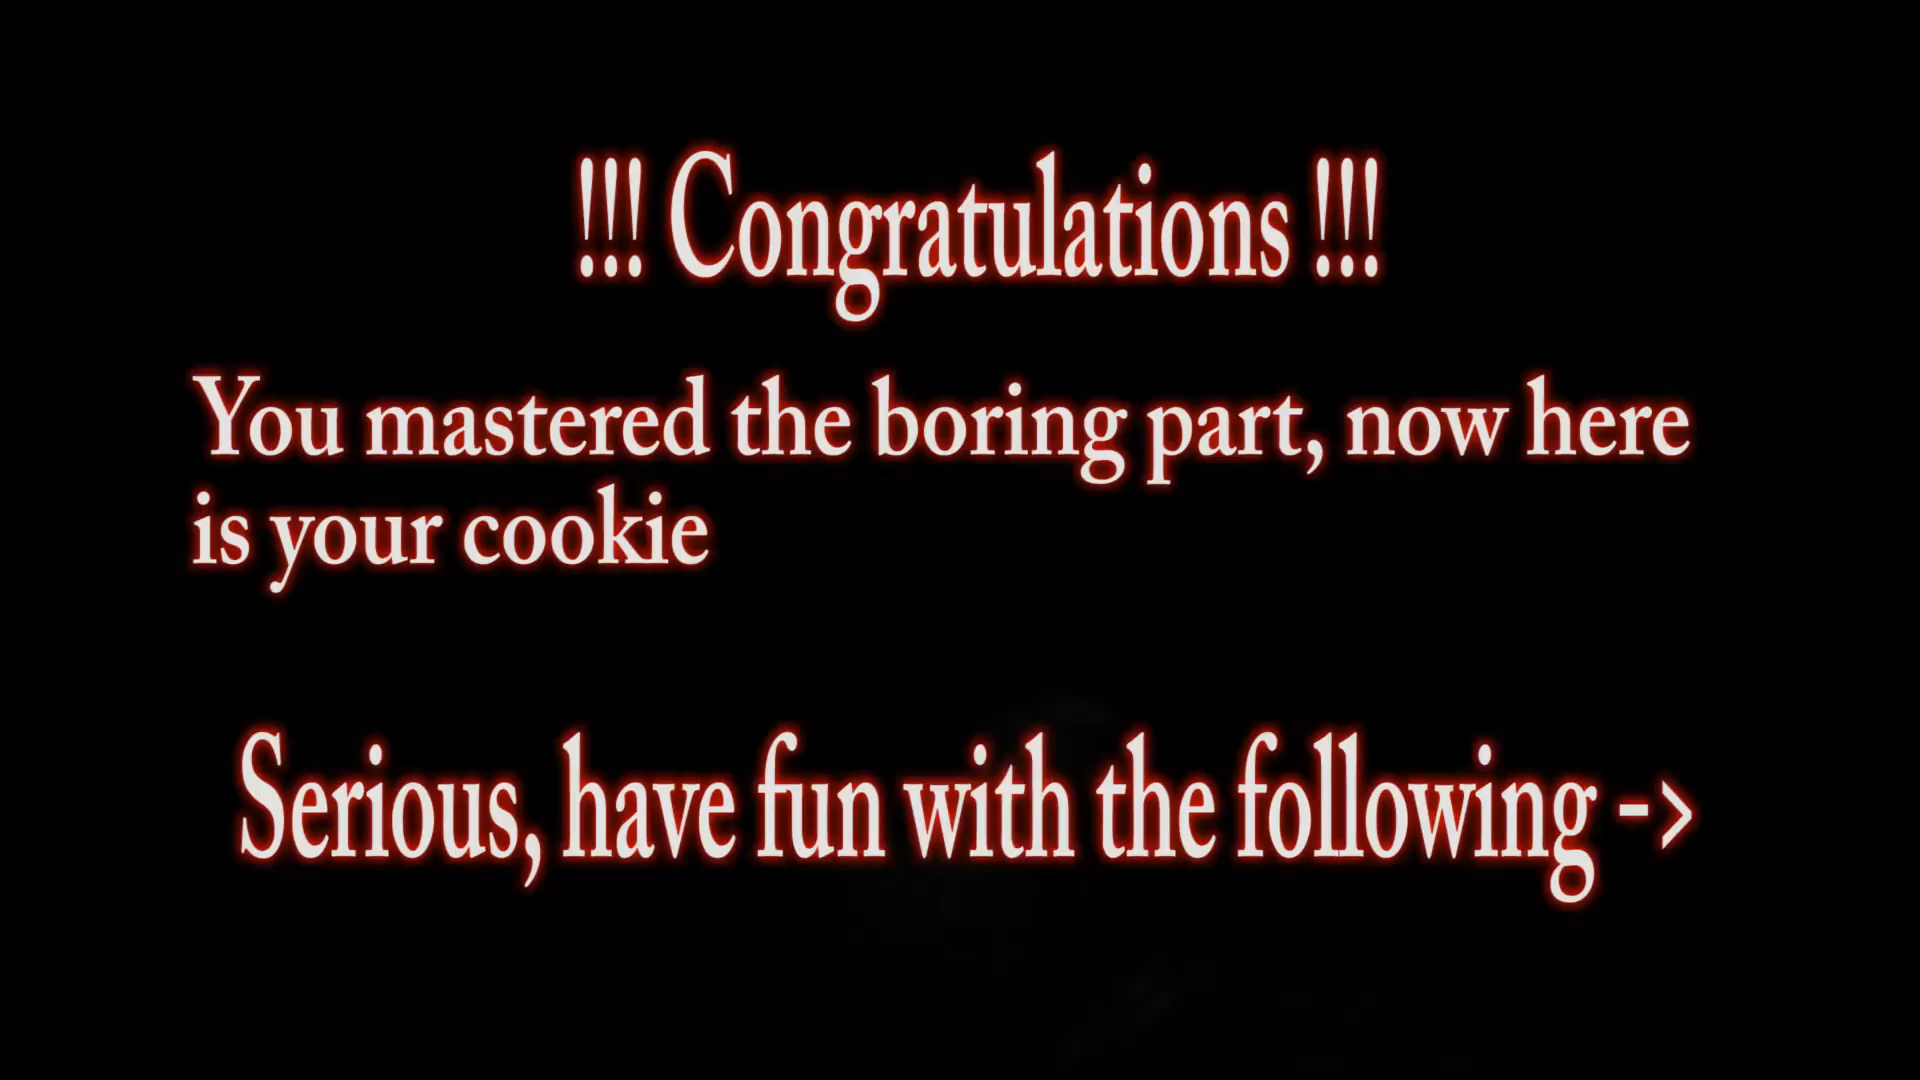 !!! Congratulations !!!
You mastered the boring part, now here
is your cookie
Serious, have fun with the following ->